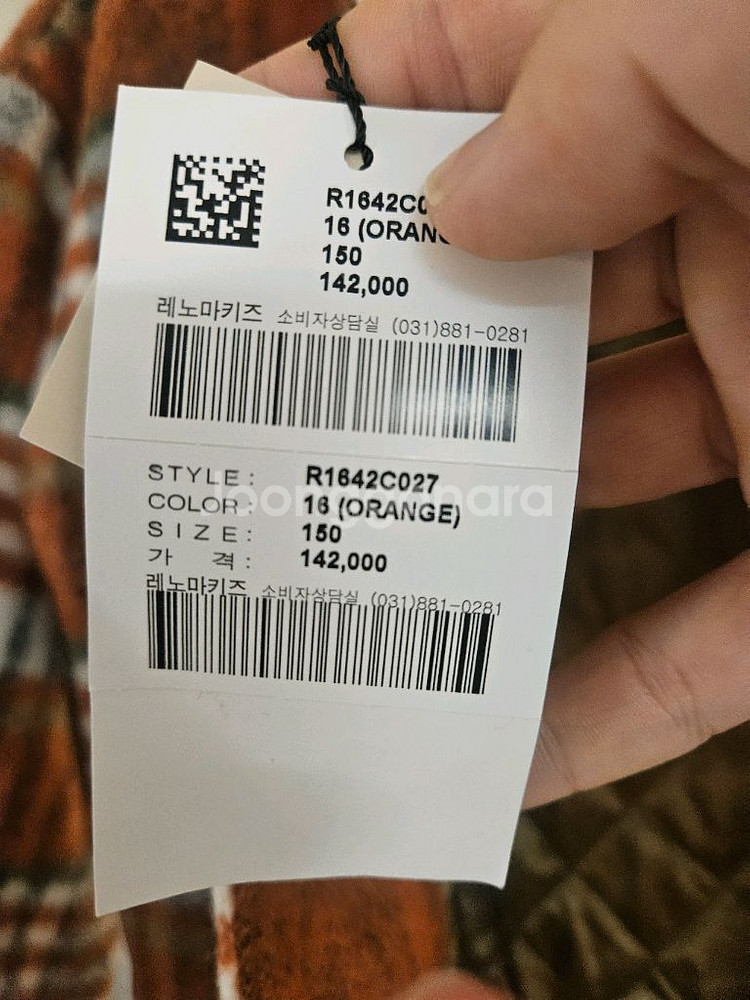 R1642C0
16 (ORANG
150
142,000
레노마키즈 소비자상담실 (031)881-0281
STYLE : R1642C027
COLOR : 16 (ORANGE)
SIZE : 150
가 격 : 142,000
레노마키즈 소비자상담실 (031)881-0281
joonggonara